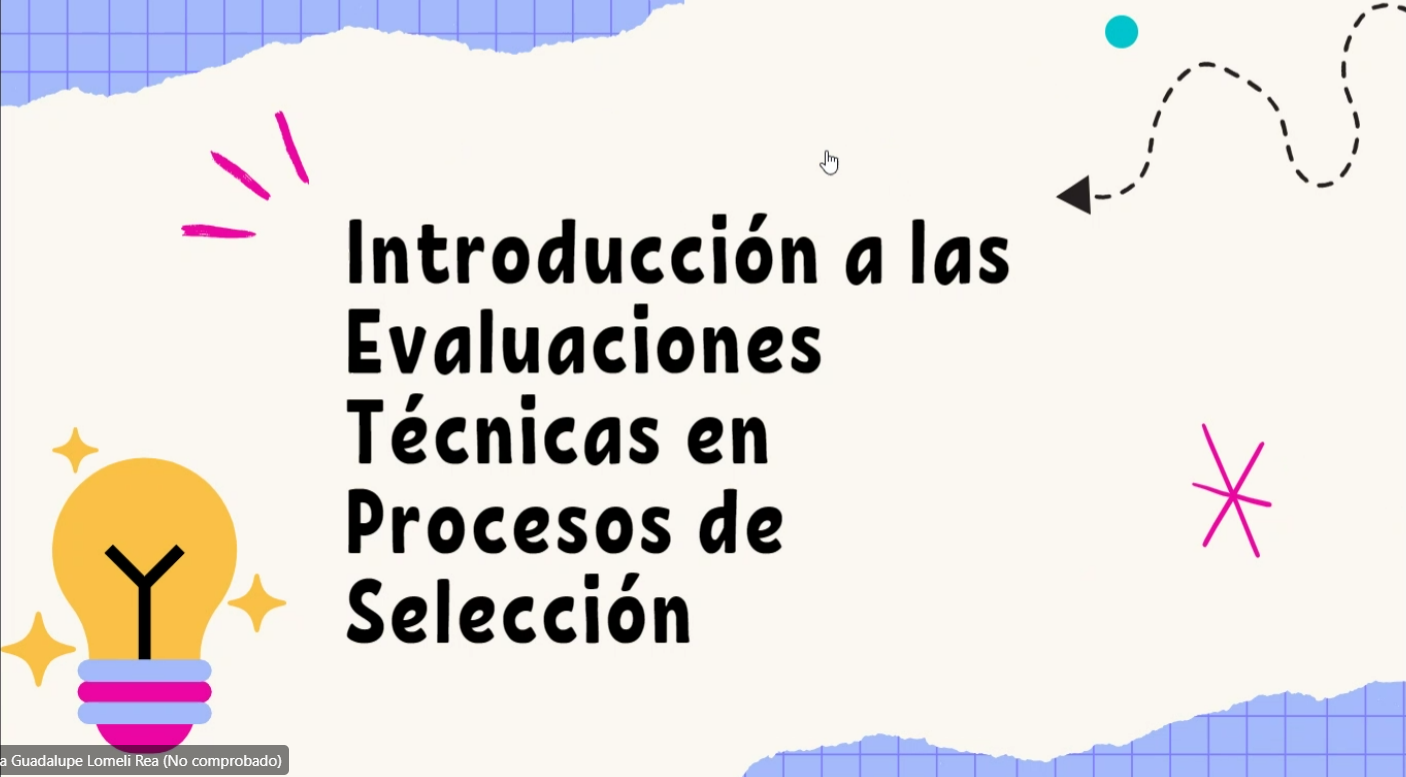 Introducción a las
Evaluaciones
Técnicas en
Procesos de
Selección
a Guadalupe Lomeli Rea (No comprobado)